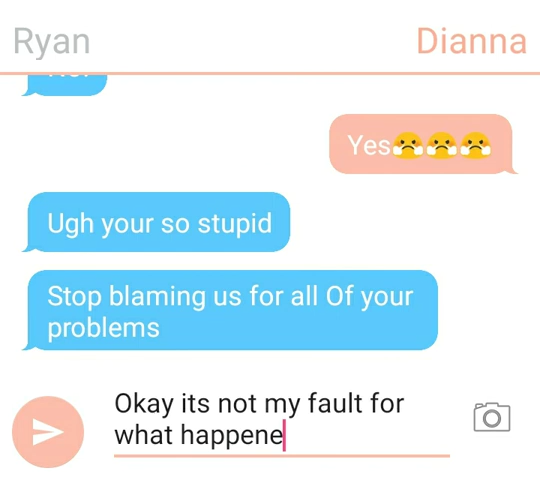 Ryan
Dianna
Yes😤😤😤
Ugh your so stupid
Stop blaming us for all Of your
problems
Okay its not my fault for
what happene